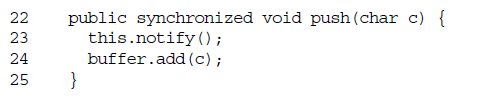 22    public synchronized void push(char c) {
23      this.notify();
24      buffer.add(c);
25    }